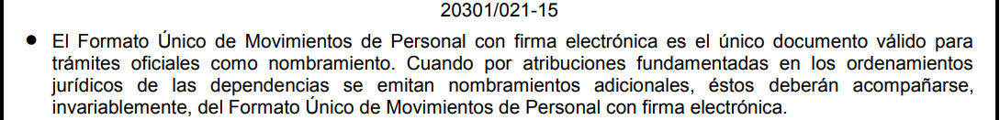 20301/021-15
● El Formato Único de Movimientos de Personal con firma electrónica es el único documento válido para
trámites oficiales como nombramiento. Cuando por atribuciones fundamentadas en los ordenamientos
jurídicos de las dependencias se emitan nombramientos adicionales, éstos deberán acompañarse,
invariablemente, del Formato Único de Movimientos de Personal con firma electrónica.